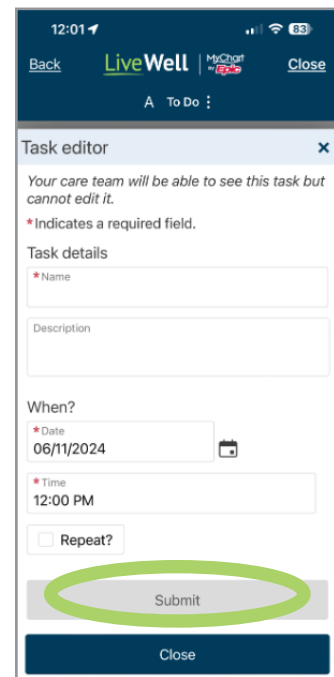 12:01 83
Back LiveWell | MyChart by Epic Close
A To Do
Task editor ×
Your care team will be able to see this task but
cannot edit it.
*Indicates a required field.
Task details
*Name
Description
When?
*Date
06/11/2024
*Time
12:00 PM
Repeat?
Submit
Close